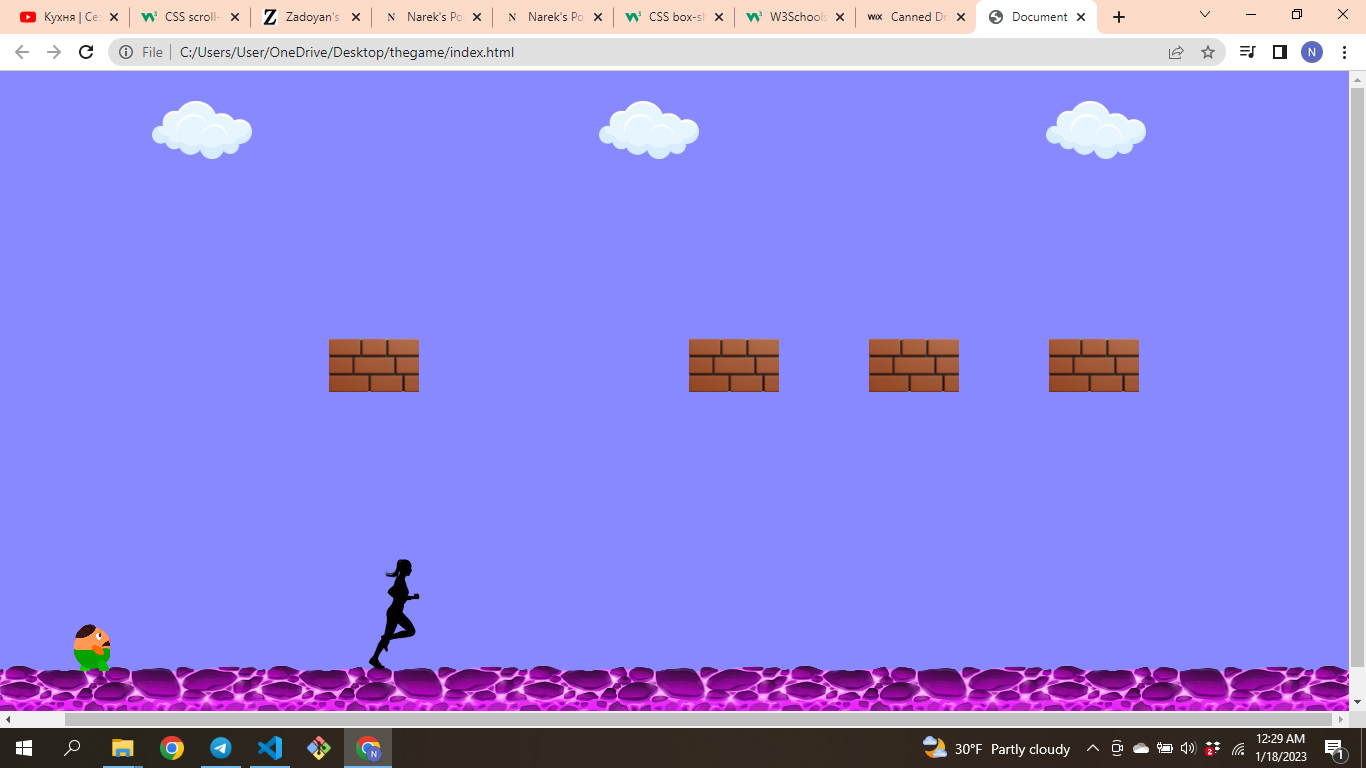 Кухня | Се
CSS scroll-
Zadoyan's
N Narek's Po
N Narek's Po
CSS box-sh
W3Schools
WiX Canned Dr
Document
File C:/Users/User/OneDrive/Desktop/thegame/index.html
N
30°F Partly cloudy
12:29 AM
1/18/2023